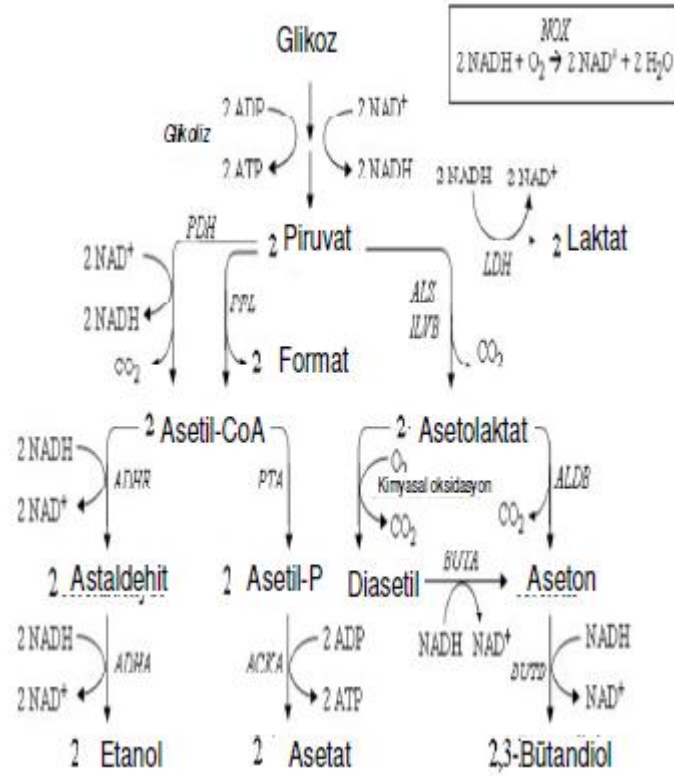 NOX
2 NADH + O₂ → 2 NAD⁺ + 2 H₂O
Glikoz
2 ADP 2 NAD⁺
Glikoliz
2 ATP 2 NADH
2 NADH 2 NAD⁺
PDH
2 Piruvat
2 Laktat
LDH
2 NAD⁺
2 NADH
PFL
ALS
ILVB
CO₂
2 Format
CO₂
2 Asetil-CoA
2 Asetolaktat
2 NADH
ADHR
2 NAD⁺
PTA
Kimyasal oksidasyon
CO₂
ALDB
CO₂
2 Astaldehit
2 Asetil-P
Diasetil
BUTA
Aseton
NADH NAD⁺
2 NADH
ADHA
2 NAD⁺
ACKA
2 ADP
2 ATP
BUTB
NADH
NAD⁺
2 Etanol
2 Asetat
2,3-Bütandiol